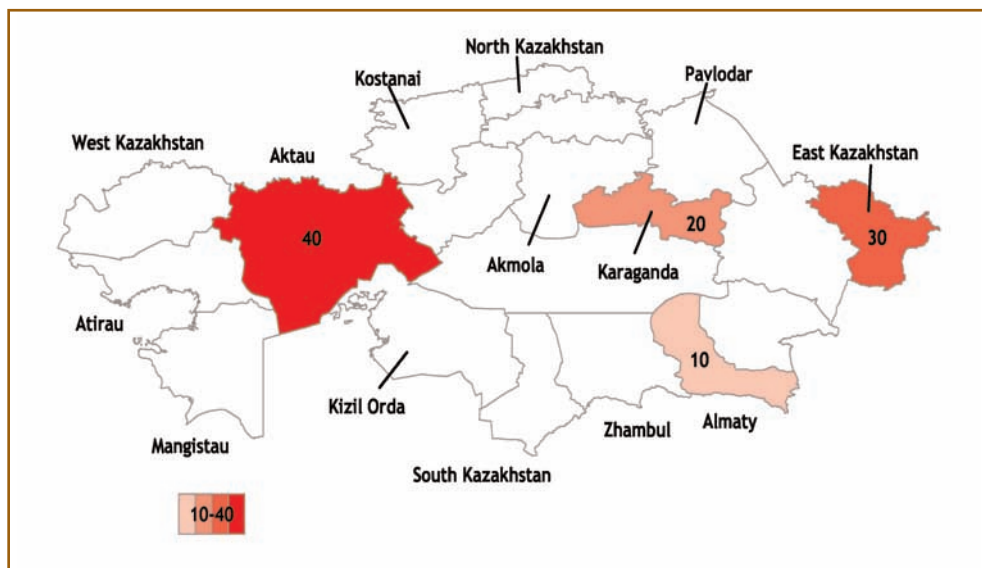 North Kazakhstan
Kostanai
Pavlodar
West Kazakhstan
Aktau
East Kazakhstan
40
20
30
Akmola
Karaganda
Atirau
10
Kizil Orda
Mangistau
Zhambul
Almaty
South Kazakhstan
10-40